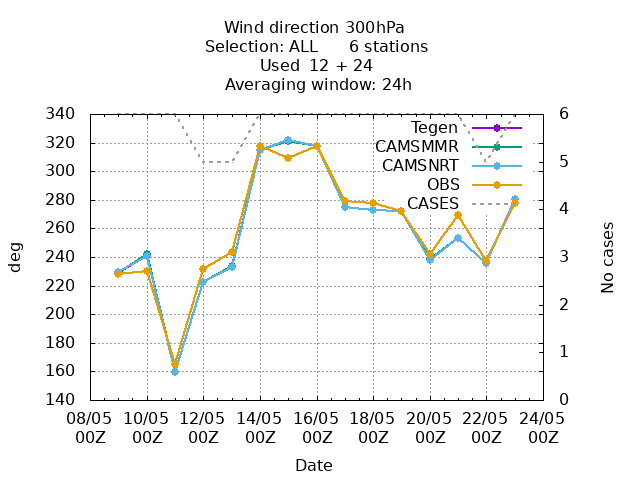 Wind direction 300hPa
Selection: ALL      6 stations
Used  12 + 24
Averaging window: 24h
340
320
300
280
260
240
220
200
180
160
140
deg
Tegen
CAMSMMR
CAMSNRT
OBS
CASES
6
5
4
3
2
1
0
No cases
08/05 10/05 12/05 14/05 16/05 18/05 20/05 22/05 24/05
00Z 00Z 00Z 00Z 00Z 00Z 00Z 00Z 00Z
Date